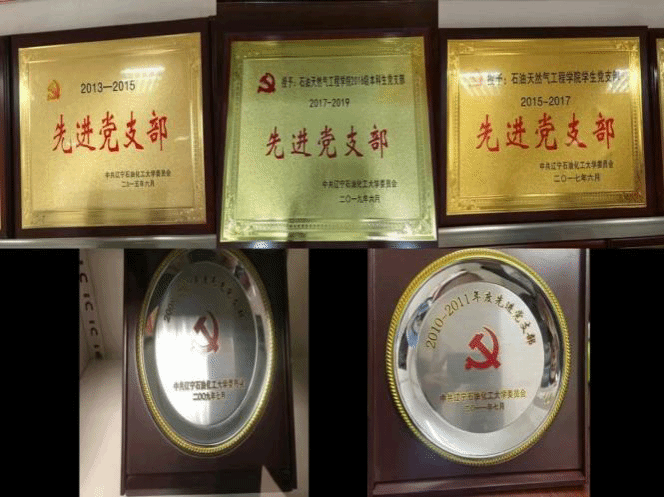 2013—2015
先进党支部
中共辽宁石油化工大学委员会
二〇一五年六月
授予：石油天然气工程学院2016级本科生党支部
2017-2019
先进党支部
中共辽宁石油化工大学委员会
二〇一九年六月
授予：石油天然气工程学院学生党支部
2015-2017
先进党支部
中共辽宁石油化工大学委员会
二〇一七年六月
中共辽宁石油化工大学委员会
二〇〇九年七月
2010-2011年度先进党支部
中共辽宁石油化工大学委员会
二〇一一年七月